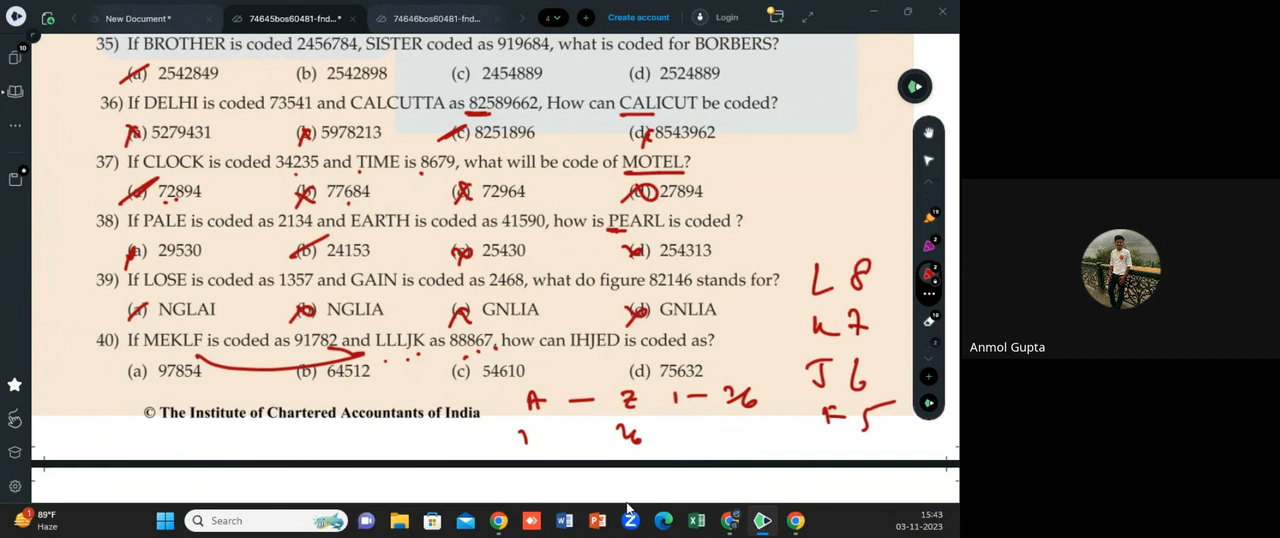 New Document*
74645bos60481-fnd...*
74646bos60481-fnd...
4
Create account
Login
10
35) If BROTHER is coded 2456784, SISTER coded as 919684, what is coded for BORBERS?
(a) 2542849 (b) 2542898 (c) 2454889 (d) 2524889
36) If DELHI is coded 73541 and CALCUTTA as 82589662, How can CALICUT be coded?
(a) 5279431 (b) 5978213 (c) 8251896 (d) 8543962
37) If CLOCK is coded 34235 and TIME is 8679, what will be code of MOTEL?
(a) 72894 (b) 77684 (c) 72964 (d) 27894
38) If PALE is coded as 2134 and EARTH is coded as 41590, how is PEARL is coded ?
(a) 29530 (b) 24153 (c) 25430 (d) 254313
39) If LOSE is coded as 1357 and GAIN is coded as 2468, what do figure 82146 stands for?
(a) NGLAI (b) NGLIA (c) GNLIA (d) GNLIA
40) If MEKLF is coded as 91782 and LLLJK as 88867, how can IHJED is coded as?
(a) 97854 (b) 64512 (c) 54610 (d) 75632
© The Institute of Chartered Accountants of India
A — Z 1 — 26
1 26
L 8
K 7
J 6
5
Anmol Gupta
89°F
Haze
Search
15:43
03-11-2023